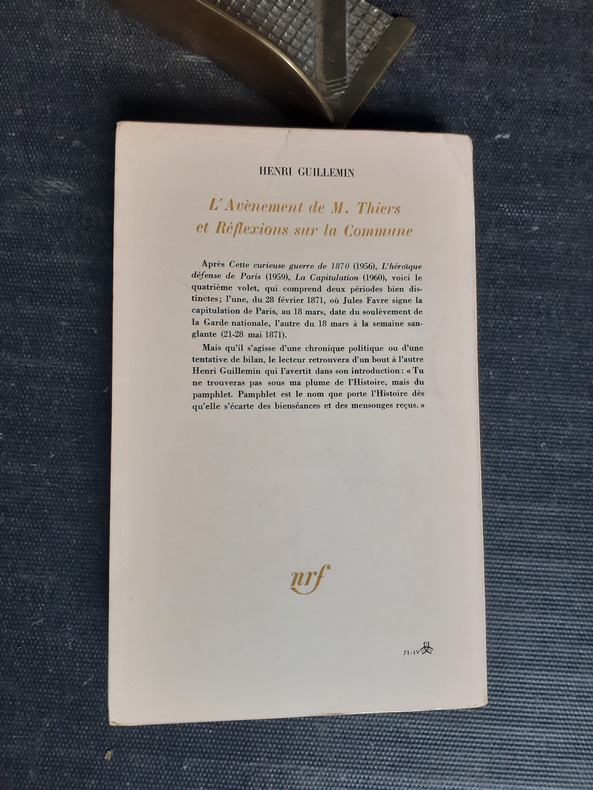 HENRI GUILLEMIN
L'Avènement de M. Thiers
et Réflexions sur la Commune
Après Cette curieuse guerre de 1870 (1956), L'héroïque
défense de Paris (1959), La Capitulation (1960), voici le
quatrième volet, qui comprend deux périodes bien dis-
tinctes; l'une, du 28 février 1871, où Jules Favre signe la
capitulation de Paris, au 18 mars, date du soulèvement de
la Garde nationale, l'autre du 18 mars à la semaine san-
glante (21-28 mai 1871).
Mais qu'il s'agisse d'une chronique politique ou d'une
tentative de bilan, le lecteur retrouvera d'un bout à l'autre
Henri Guillemin qui l'avertit dans son introduction : « Tu
ne trouveras pas sous ma plume de l'Histoire, mais du
pamphlet. Pamphlet est le nom que porte l'Histoire dès
qu'elle s'écarte des bienséances et des mensonges reçus. »
nrf
71-IV